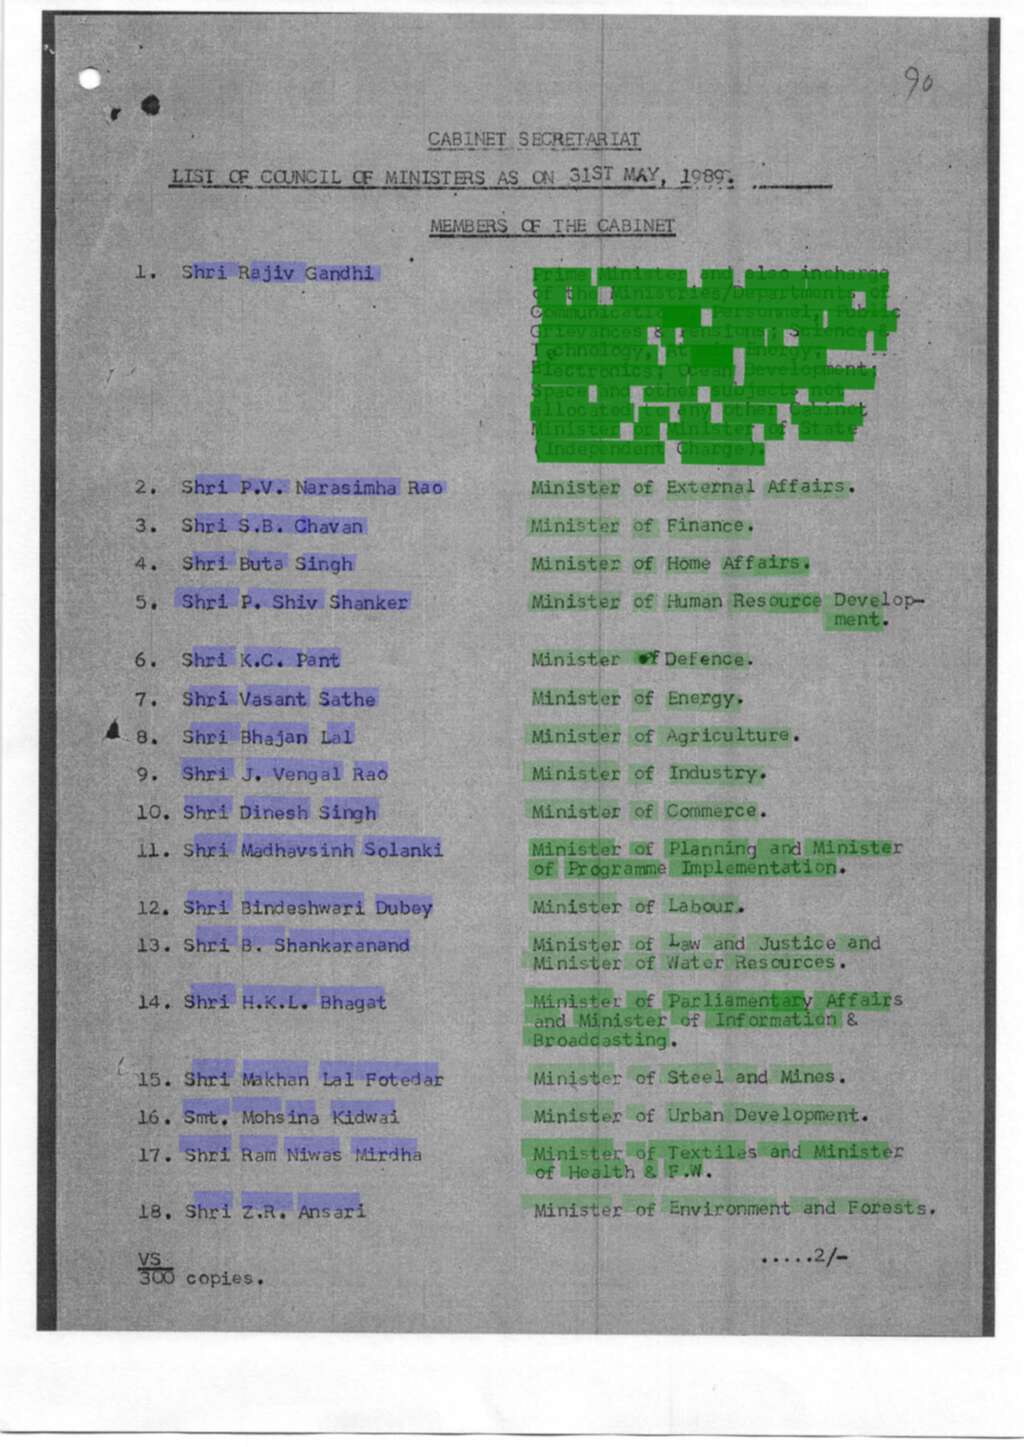 90
CABINET SECRETARIAT
LIST OF COUNCIL OF MINISTERS AS ON 31ST MAY, 1989.
MEMBERS OF THE CABINET
1. Shri Rajiv Gandhi Prime Minister and also incharge
of the Ministries/Departments of
Personnel, Public
Grievances & Pensions; Science &
Technology, Energy,
Electronics, Ocean Development;
Space and other subjects not
allocated to any other Cabinet
Minister or Minister of State
(Independent Charge).
2. Shri P.V. Narasimha Rao Minister of External Affairs.
3. Shri S.B. Chavan Minister of Finance.
4. Shri Buta Singh Minister of Home Affairs.
5. Shri P. Shiv Shanker Minister of Human Resource Develop-
ment.
6. Shri K.C. Pant Minister of Defence.
7. Shri Vasant Sathe Minister of Energy.
8. Shri Bhajan Lal Minister of Agriculture.
9. Shri J. Vengal Rao Minister of Industry.
10. Shri Dinesh Singh Minister of Commerce.
11. Shri Madhavsinh Solanki Minister of Planning and Minister
of Programme Implementation.
12. Shri Bindeshwari Dubey Minister of Labour.
13. Shri B. Shankaranand Minister of Law and Justice and
Minister of Water Resources.
14. Shri H.K.L. Bhagat Minister of Parliamentary Affairs
and Minister of Information &
Broadcasting.
15. Shri Makhan Lal Fotedar Minister of Steel and Mines.
16. Smt. Mohsina Kidwai Minister of Urban Development.
17. Shri Ram Niwas Mirdha Minister of Textiles and Minister
of Health & F.W.
18. Shri Z.R. Ansari Minister of Environment and Forests.
VS .....2/-
300 copies.